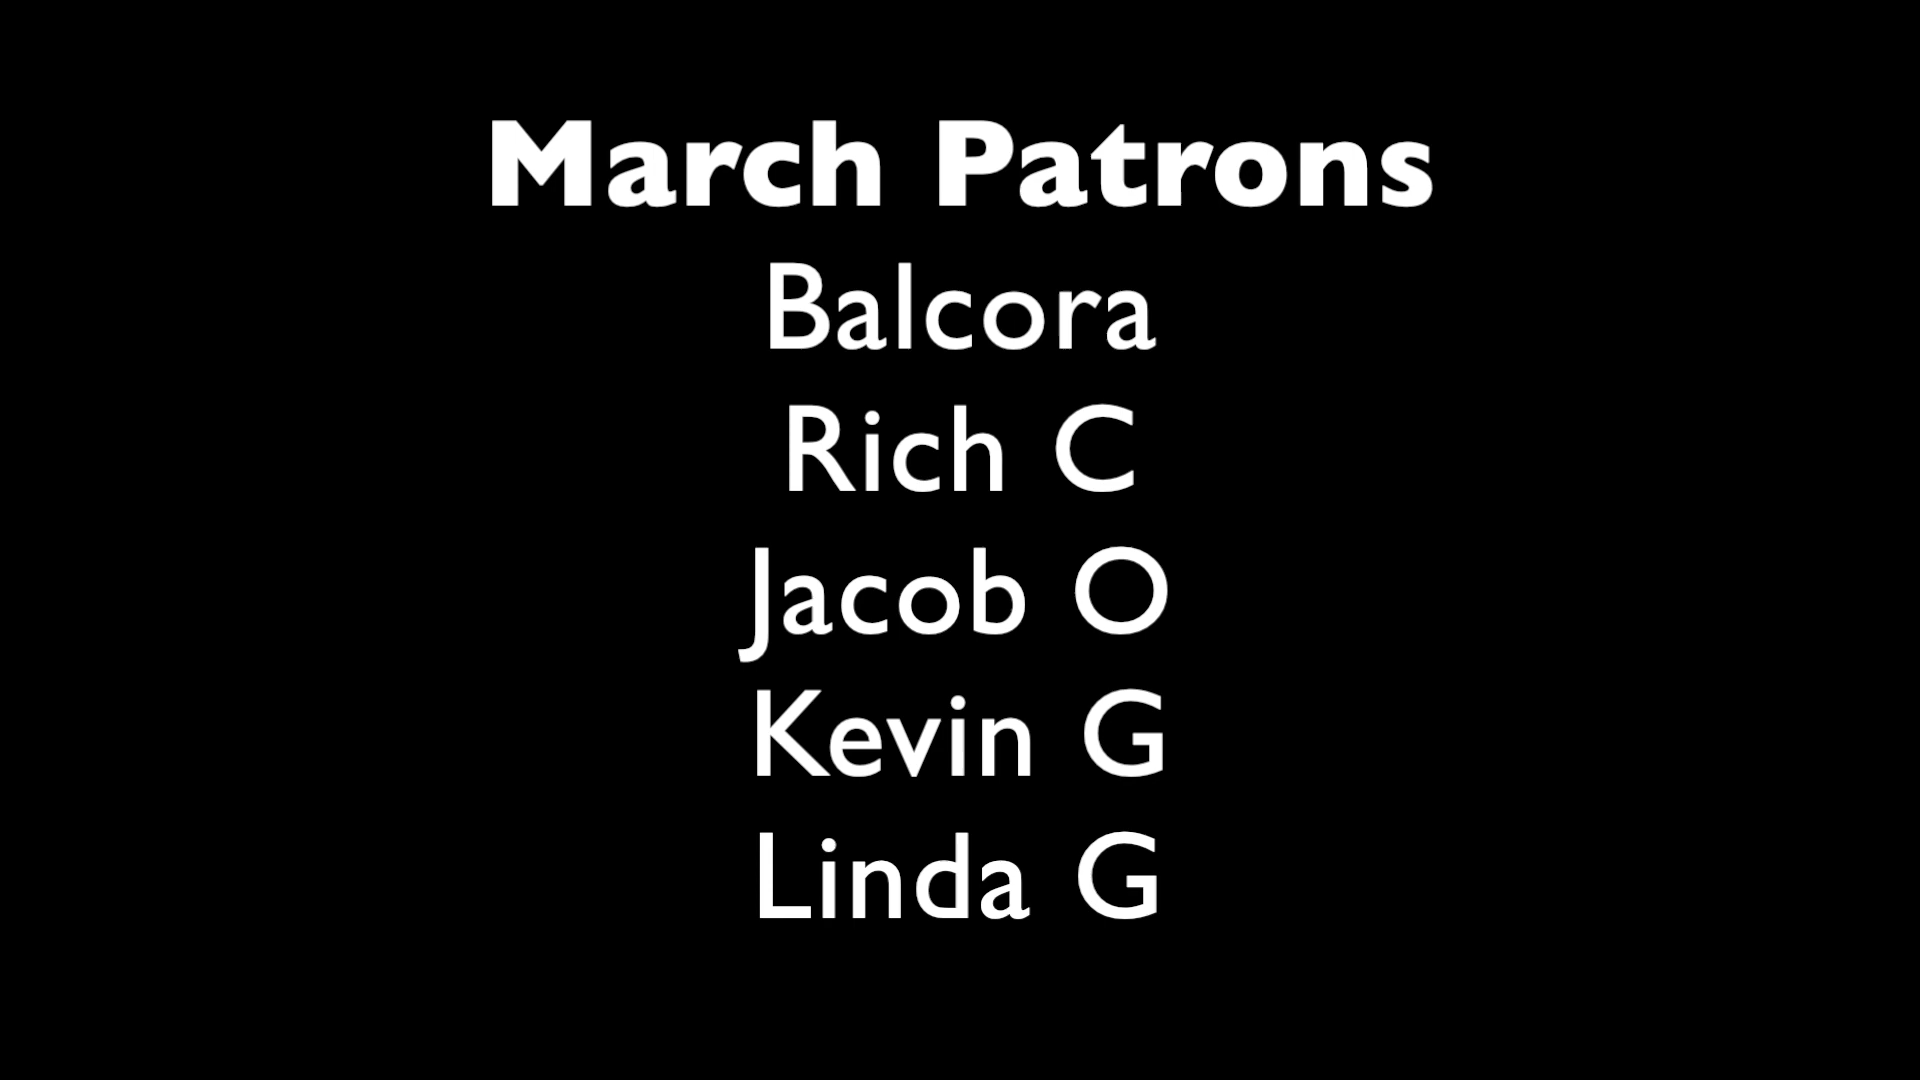 March Patrons
Balcora
Rich C
Jacob O
Kevin G
Linda G